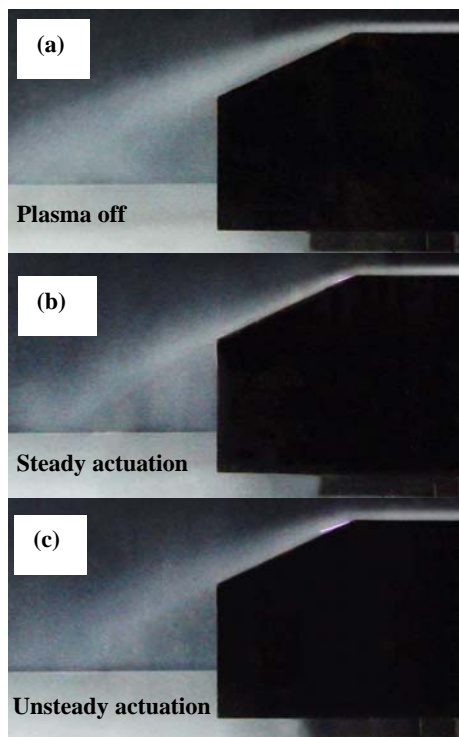 (a)
Plasma off
(b)
Steady actuation
(c)
Unsteady actuation